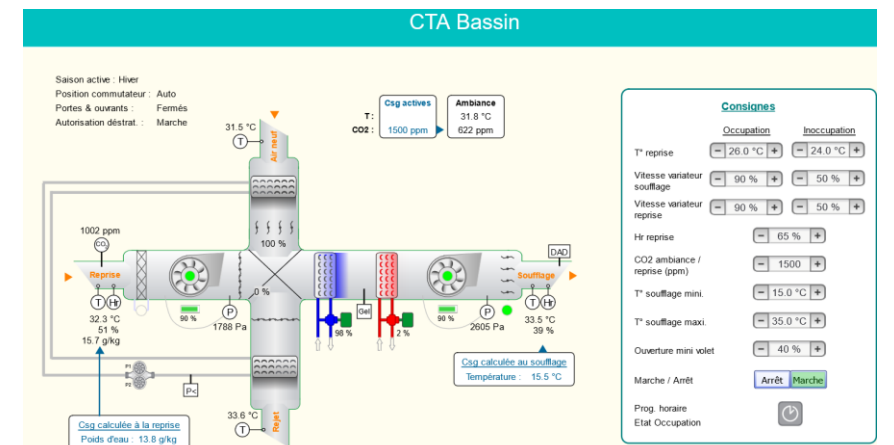 CTA Bassin
Saison active : Hiver
Position commutateur : Auto
Portes & ouvrants : Fermés
Autorisation déstrat. : Marche
Csg actives
Ambiance
T : 31.8 °C
CO2 : 1500 ppm 622 ppm
31.5 °C
T
Air neuf
100 %
0 %
1002 ppm
CO₂
Reprise
T Hr
32.3 °C
51 %
15.7 g/kg
90 %
P
1788 Pa
98 %
Gel
2 %
90 %
P
2605 Pa
DAD
Soufflage
T Hr
33.5 °C
39 %
Csg calculée au soufflage
Température : 15.5 °C
P1
P2
P<
33.6 °C
T
Rejet
Csg calculée à la reprise
Poids d'eau : 13.8 g/kg
Consignes
Occupation Inoccupation
T° reprise - 26.0 °C + - 24.0 °C +
Vitesse variateur
soufflage - 90 % + - 50 % +
Vitesse variateur
reprise - 90 % + - 50 % +
Hr reprise - 65 % +
CO2 ambiance /
reprise (ppm) - 1500 +
T° soufflage mini. - 15.0 °C +
T° soufflage maxi. - 35.0 °C +
Ouverture mini volet - 40 % +
Marche / Arrêt Arrêt Marche
Prog. horaire
Etat Occupation